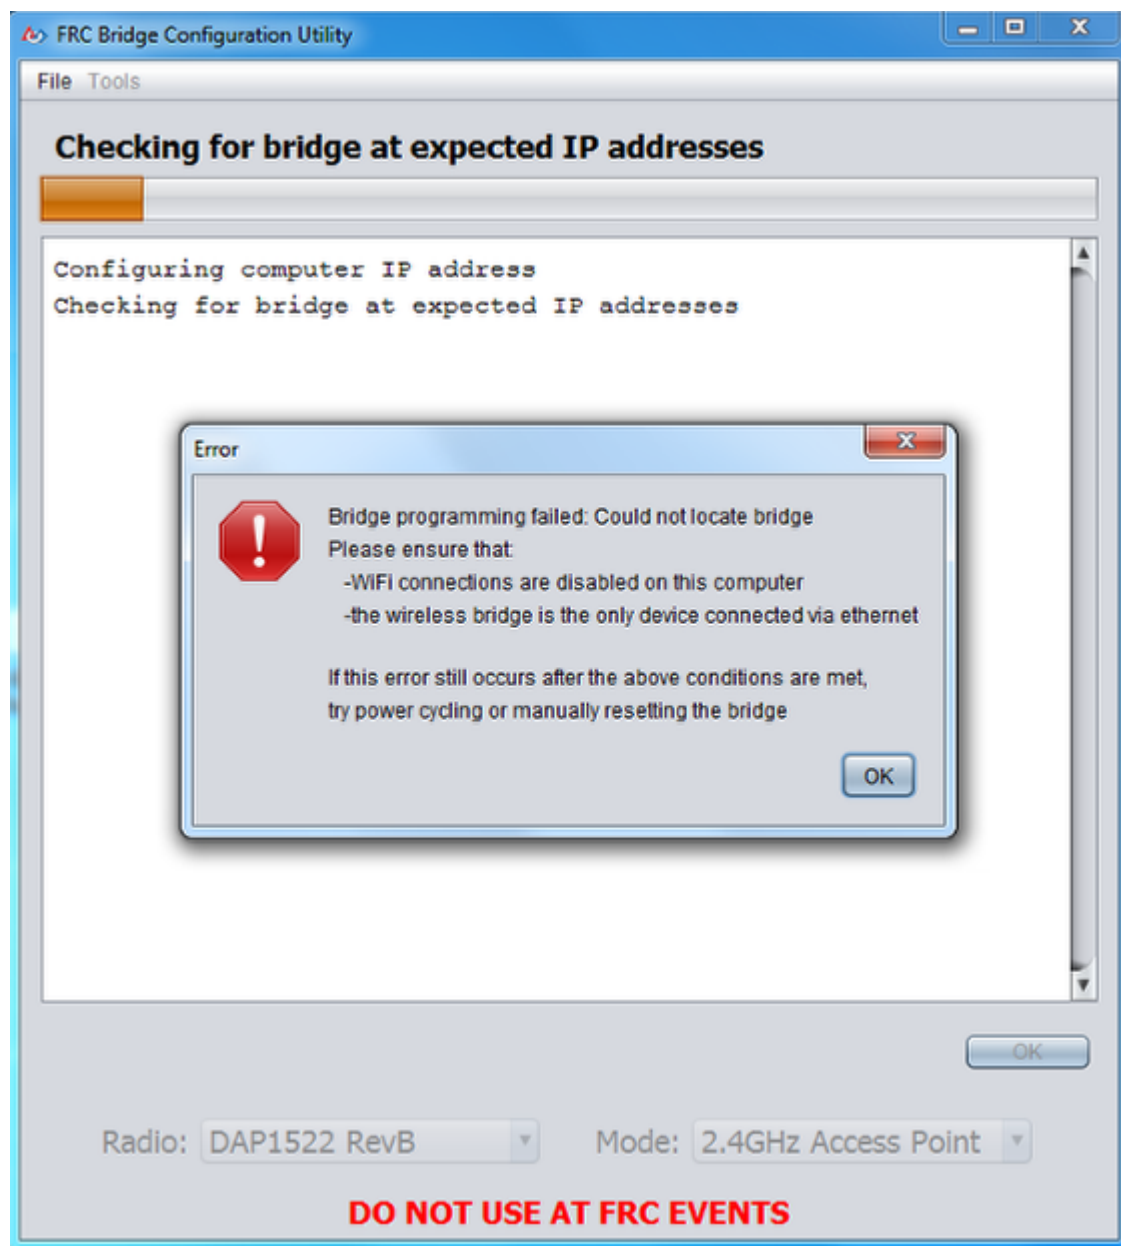 FRC Bridge Configuration Utility
File Tools
Checking for bridge at expected IP addresses
Configuring computer IP address
Checking for bridge at expected IP addresses
Error
Bridge programming failed: Could not locate bridge
Please ensure that:
-WiFi connections are disabled on this computer
-the wireless bridge is the only device connected via ethernet
If this error still occurs after the above conditions are met,
try power cycling or manually resetting the bridge
OK
OK
Radio: DAP1522 RevB Mode: 2.4GHz Access Point
DO NOT USE AT FRC EVENTS